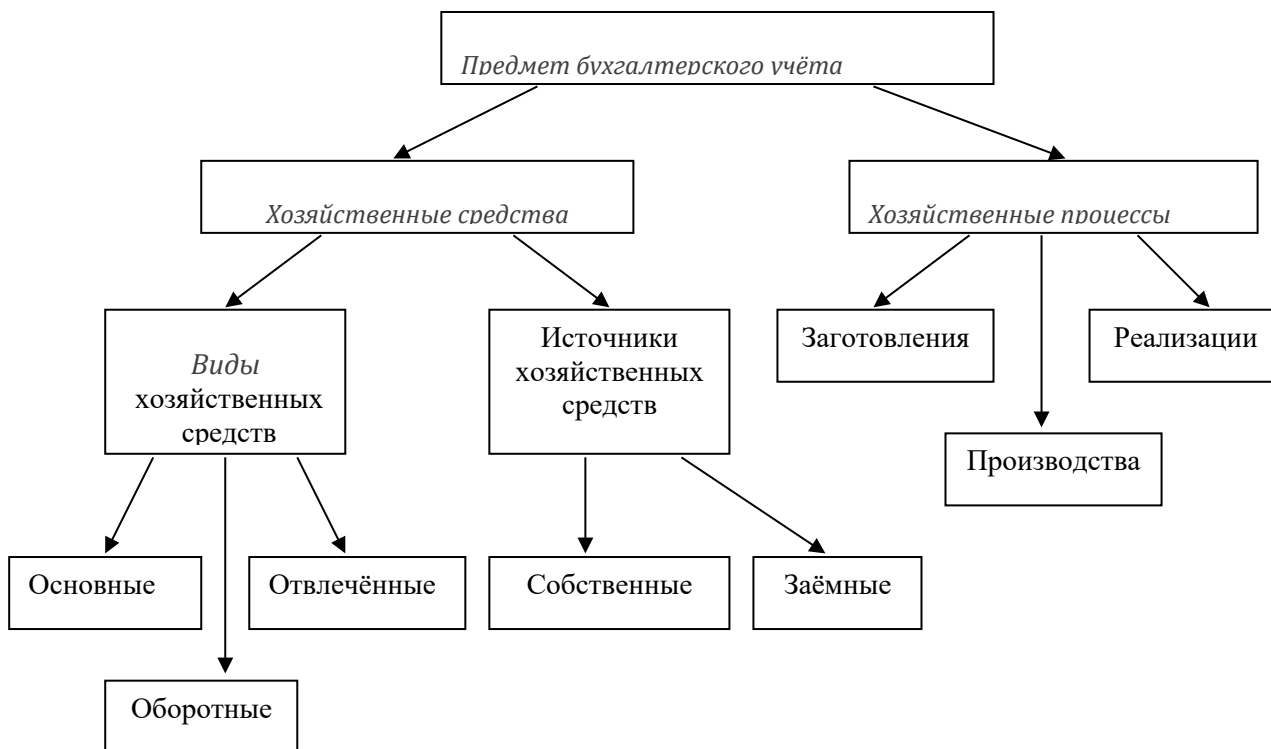 Предмет бухгалтерского учёта
Хозяйственные средства
Хозяйственные процессы
Виды
хозяйственных
средств
Источники
хозяйственных
средств
Заготовления
Реализации
Производства
Основные
Отвлечённые
Собственные
Заёмные
Оборотные